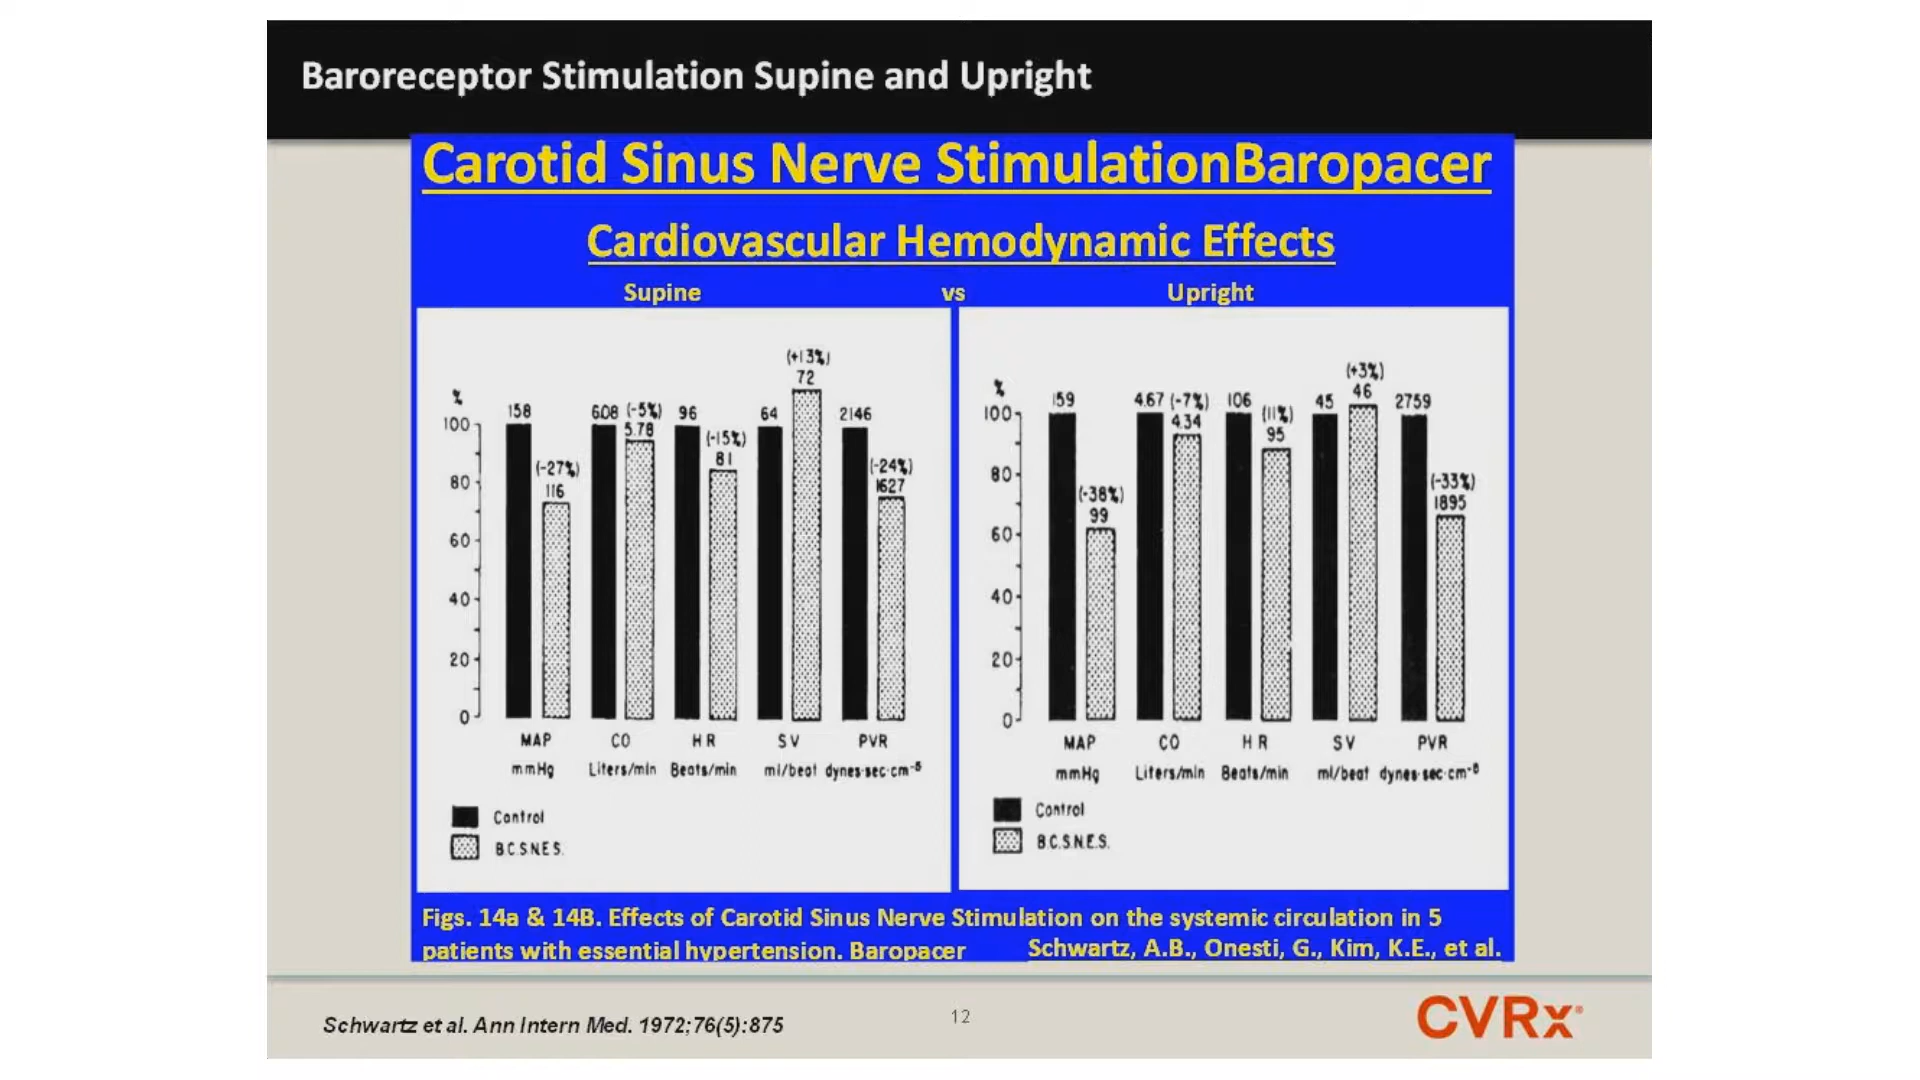 Baroreceptor Stimulation Supine and Upright
Carotid Sinus Nerve StimulationBaropacer
Cardiovascular Hemodynamic Effects
Supine vs Upright
%
100
80
60
40
20
0
158
(-27%)
116
6.08 (-5%)
5.78
96
(-15%)
81
64
(+13%)
72
2146
(-24%)
1627
MAP CO HR SV PVR
mmHg Liters/min Beats/min ml/beat dynes·sec·cm⁻⁵
Control
B.C.S.N.E.S.
%
100
80
60
40
20
0
159
(-38%)
99
4.67 (-7%)
4.34
106
(11%)
95
45
(+3%)
46
2759
(-33%)
1895
MAP CO HR SV PVR
mmHg Liters/min Beats/min ml/beat dynes·sec·cm⁻⁵
Control
B.C.S.N.E.S.
Figs. 14a & 14B. Effects of Carotid Sinus Nerve Stimulation on the systemic circulation in 5
patients with essential hypertension. Baropacer
Schwartz, A.B., Onesti, G., Kim, K.E., et al.
Schwartz et al. Ann Intern Med. 1972;76(5):875
12
CVRx®